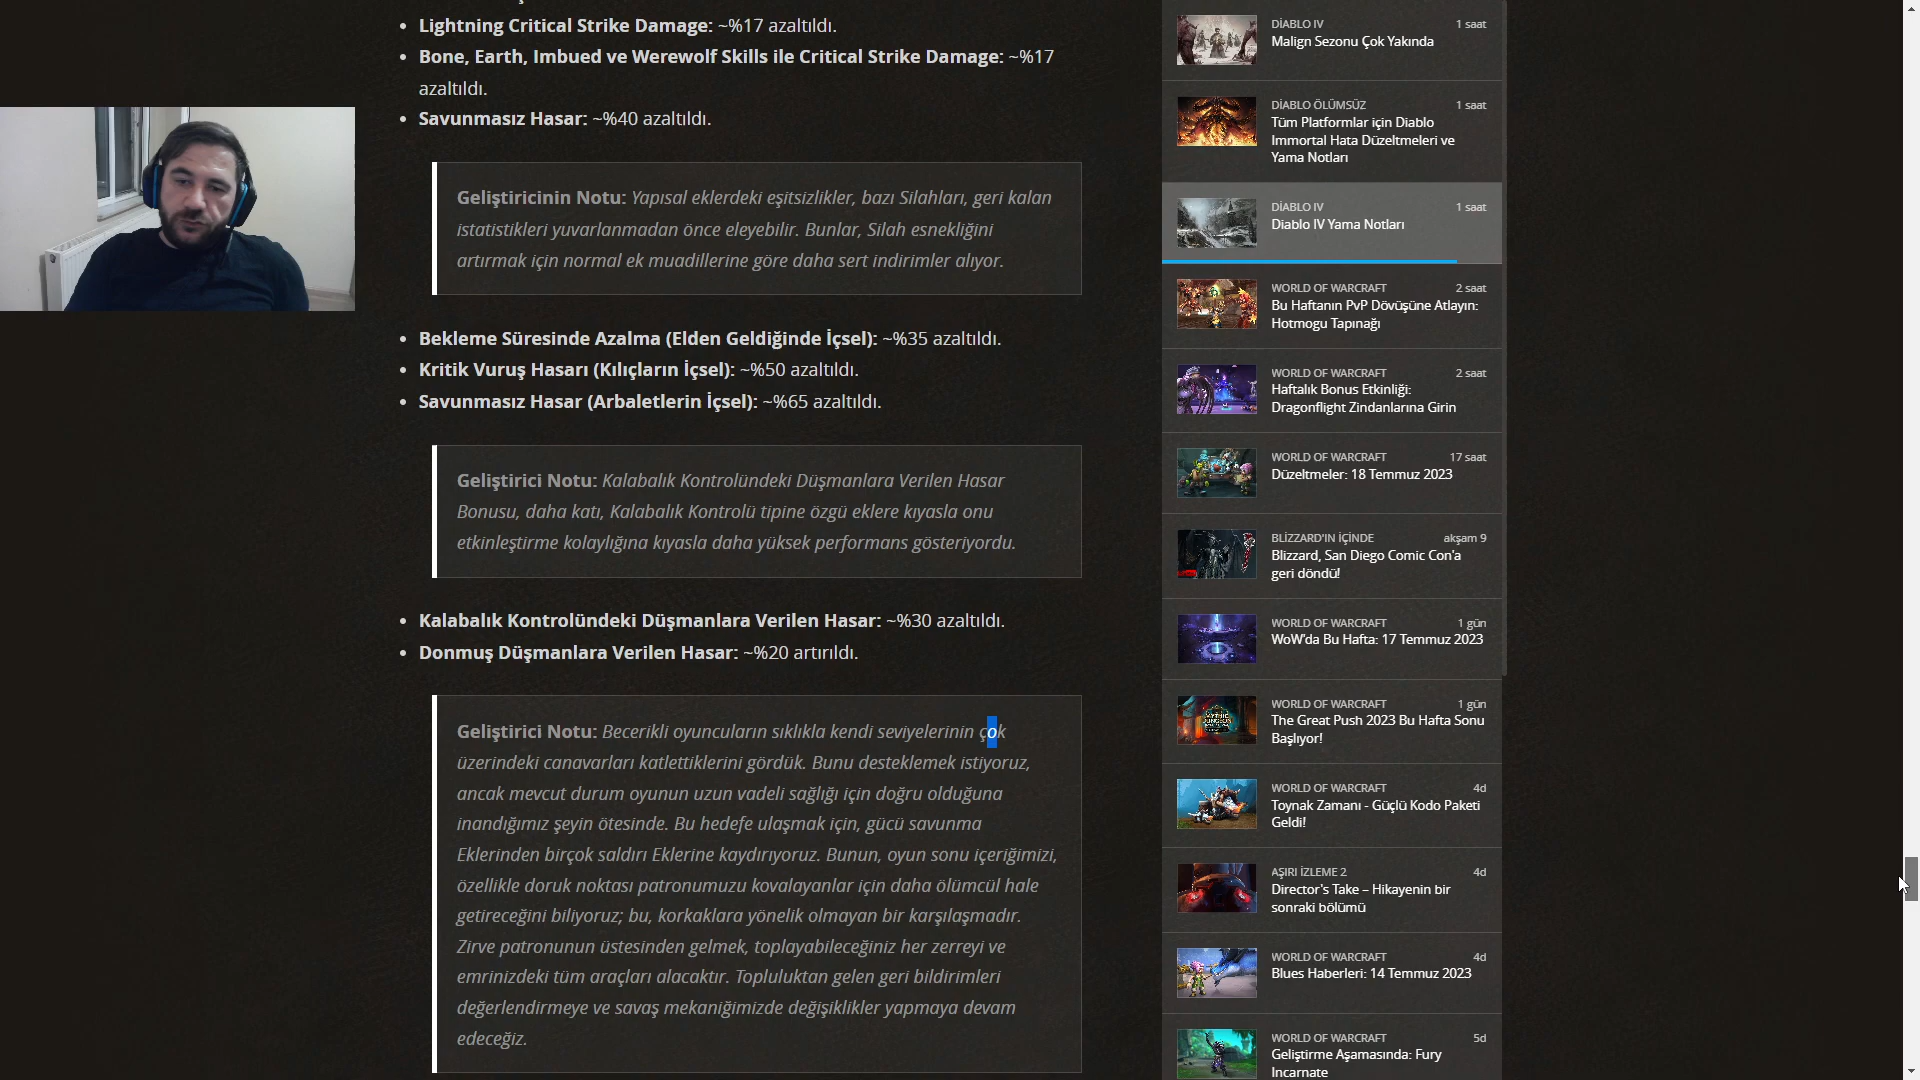 Lightning Critical Strike Damage: ~%17 azaltıldı.
Bone, Earth, Imbued ve Werewolf Skills ile Critical Strike Damage: ~%17
azaltıldı.
Savunmasız Hasar: ~%40 azaltıldı.
Geliştiricinin Notu: Yapısal eklerdeki eşitsizlikler, bazı Silahları, geri kalan
istatistikleri yuvarlanmadan önce eleyebilir. Bunlar, Silah esnekliğini
artırmak için normal ek muadillerine göre daha sert indirimler alıyor.
Bekleme Süresinde Azalma (Elden Geldiğinde İçsel): ~%35 azaltıldı.
Kritik Vuruş Hasarı (Kılıçların İçsel): ~%50 azaltıldı.
Savunmasız Hasar (Arbaletlerin İçsel): ~%65 azaltıldı.
Geliştirici Notu: Kalabalık Kontrolündeki Düşmanlara Verilen Hasar
Bonusu, daha katı, Kalabalık Kontrolü tipine özgü eklere kıyasla onu
etkinleştirme kolaylığına kıyasla daha yüksek performans gösteriyordu.
Kalabalık Kontrolündeki Düşmanlara Verilen Hasar: ~%30 azaltıldı.
Donmuş Düşmanlara Verilen Hasar: ~%20 artırıldı.
Geliştirici Notu: Becerikli oyuncuların sıklıkla kendi seviyelerinin çok
üzerindeki canavarları katlettiklerini gördük. Bunu desteklemek istiyoruz,
ancak mevcut durum oyunun uzun vadeli sağlığı için doğru olduğuna
inandığımız şeyin ötesinde. Bu hedefe ulaşmak için, gücü savunma
Eklerinden birçok saldırı Eklerine kaydırıyoruz. Bunun, oyun sonu içeriğimizi,
özellikle doruk noktası patronumuzu kovalayanlar için daha ölümcül hale
getireceğini biliyoruz; bu, korkaklara yönelik olmayan bir karşılaşmadır.
Zirve patronunun üstesinden gelmek, toplayabileceğiniz her zerreyi ve
emrinizdeki tüm araçları alacaktır. Topluluktan gelen geri bildirimleri
değerlendirmeye ve savaş mekaniğimizde değişiklikler yapmaya devam
edeceğiz.
DİABLO IV 1 saat
Malign Sezonu Çok Yakında
DİABLO ÖLÜMSÜZ 1 saat
Tüm Platformlar için Diablo
Immortal Hata Düzeltmeleri ve
Yama Notları
DİABLO IV 1 saat
Diablo IV Yama Notları
WORLD OF WARCRAFT 2 saat
Bu Haftanın PvP Dövüşüne Atlayın:
Hotmogu Tapınağı
WORLD OF WARCRAFT 2 saat
Haftalık Bonus Etkinliği:
Dragonflight Zindanlarına Girin
WORLD OF WARCRAFT 17 saat
Düzeltmeler: 18 Temmuz 2023
BLİZZARD'IN İÇİNDE akşam 9
Blizzard, San Diego Comic Con'a
geri döndü!
WORLD OF WARCRAFT 1 gün
WoW'da Bu Hafta: 17 Temmuz 2023
WORLD OF WARCRAFT 1 gün
The Great Push 2023 Bu Hafta Sonu
Başlıyor!
WORLD OF WARCRAFT 4d
Toynak Zamanı - Güçlü Kodo Paketi
Geldi!
AŞIRI İZLEME 2 4d
Director's Take – Hikayenin bir
sonraki bölümü
WORLD OF WARCRAFT 4d
Blues Haberleri: 14 Temmuz 2023
WORLD OF WARCRAFT 5d
Geliştirme Aşamasında: Fury
Incarnate